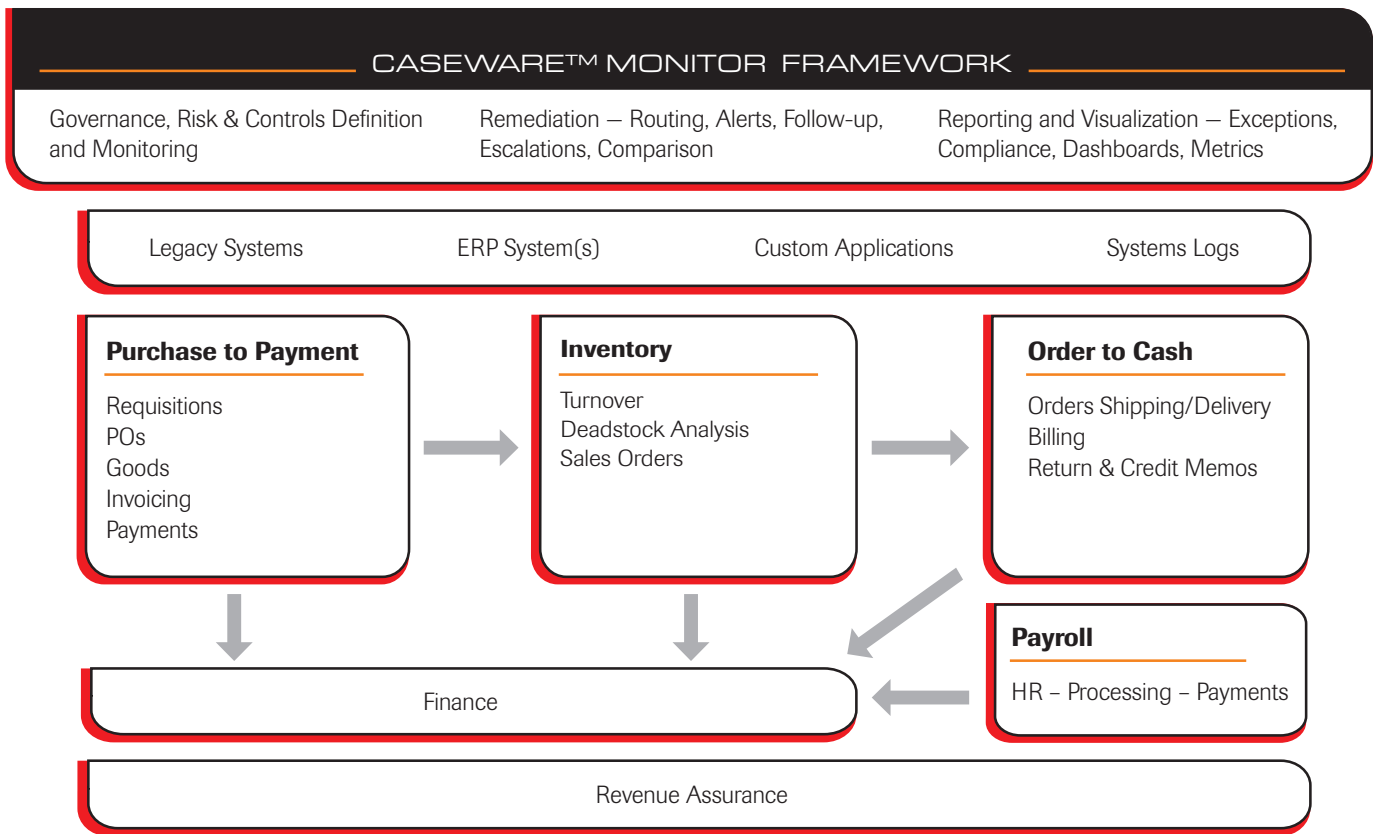 CASEWARE™ MONITOR FRAMEWORK
Governance, Risk & Controls Definition
and Monitoring
Remediation — Routing, Alerts, Follow-up,
Escalations, Comparison
Reporting and Visualization — Exceptions,
Compliance, Dashboards, Metrics
Legacy Systems
ERP System(s)
Custom Applications
Systems Logs
Purchase to Payment
Requisitions
POs
Goods
Invoicing
Payments
Inventory
Turnover
Deadstock Analysis
Sales Orders
Order to Cash
Orders Shipping/Delivery
Billing
Return & Credit Memos
Payroll
HR – Processing – Payments
Finance
Revenue Assurance